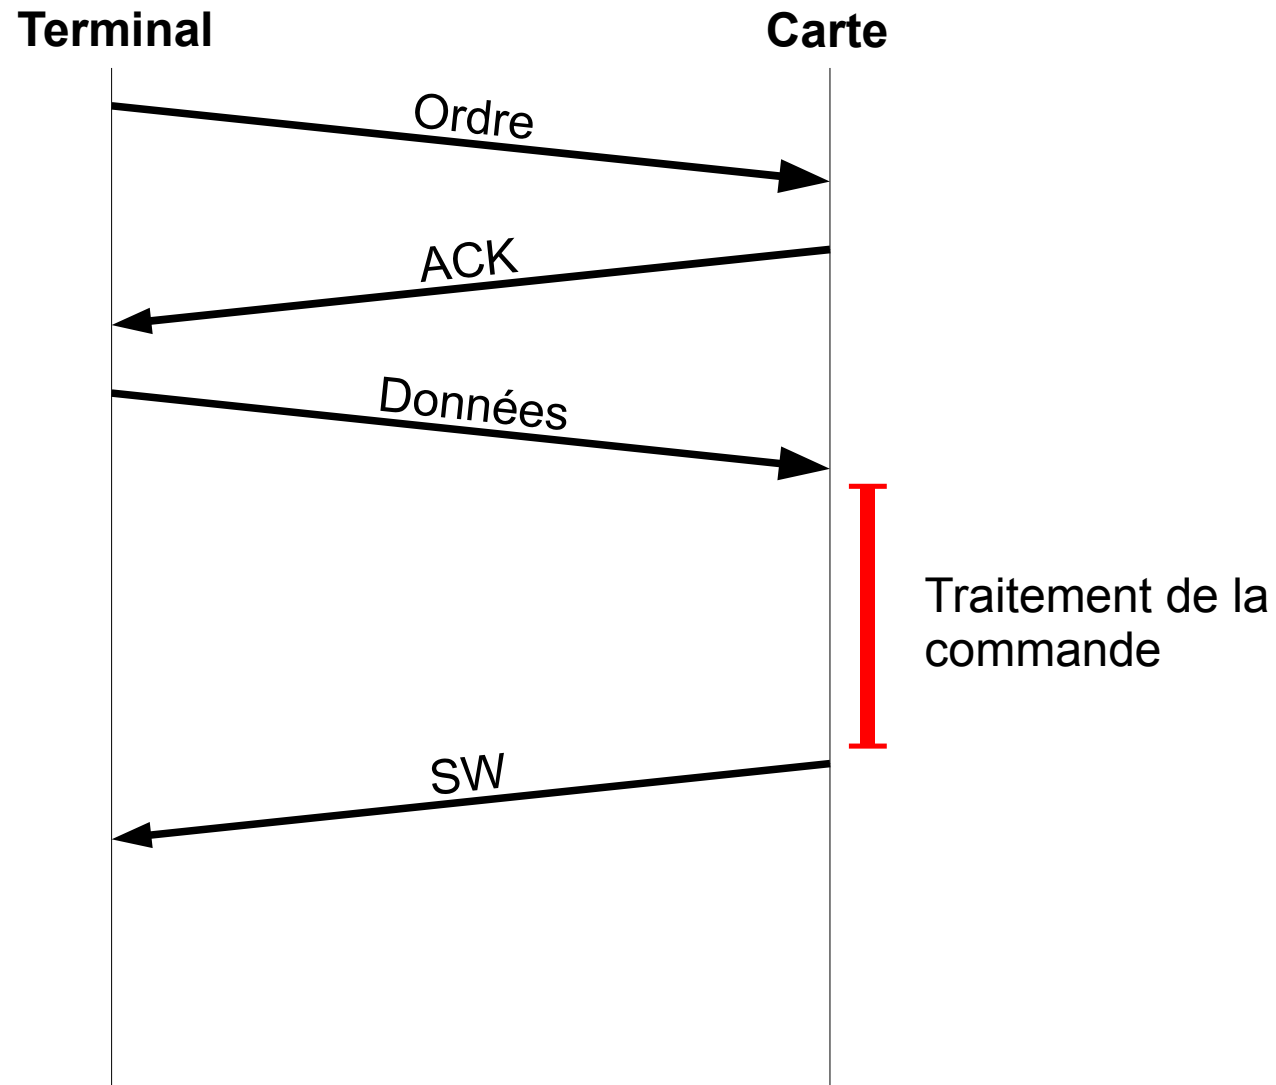 Terminal
Carte
Ordre
ACK
Données
Traitement de la
commande
SW